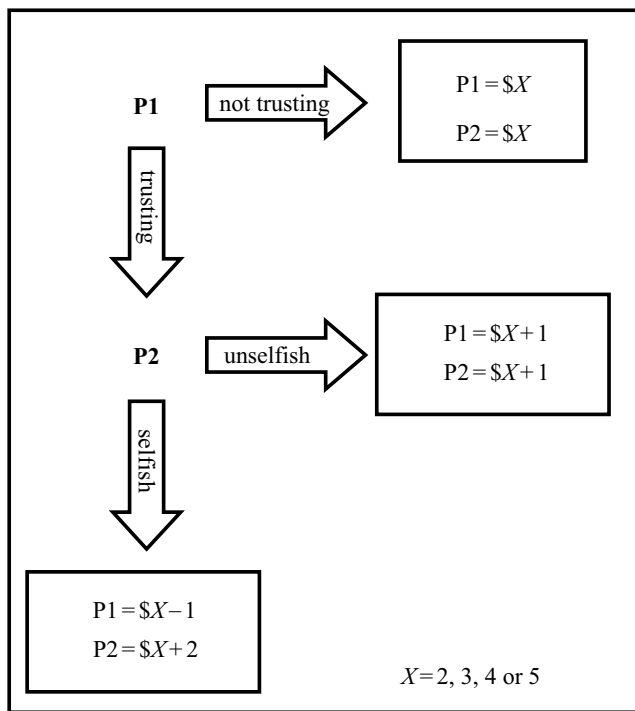 P1
not trusting
P1 = $X
P2 = $X
trusting
P2
unselfish
P1 = $X + 1
P2 = $X + 1
selfish
P1 = $X – 1
P2 = $X + 2
X = 2, 3, 4 or 5